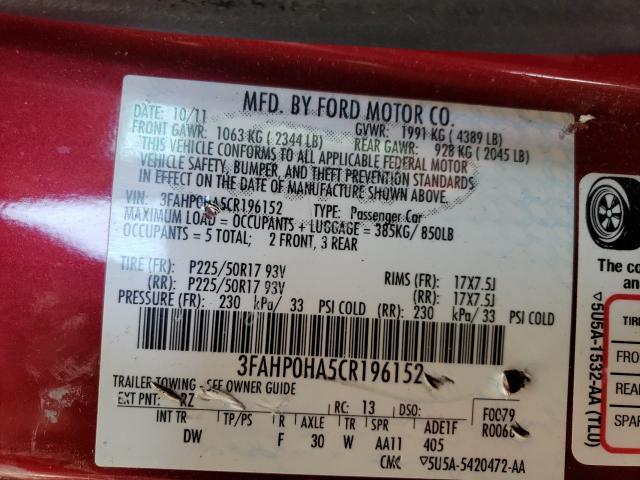 MFD. BY FORD MOTOR CO.
DATE: 10/11 GVWR: 1991 KG ( 4389 LB)
FRONT GAWR: 1063 KG ( 2344 LB) REAR GAWR: 928 KG ( 2045 LB)
THIS VEHICLE CONFORMS TO ALL APPLICABLE FEDERAL MOTOR
VEHICLE SAFETY, BUMPER, AND THEFT PREVENTION STANDARDS
IN EFFECT ON THE DATE OF MANUFACTURE SHOWN ABOVE.
VIN: 3FAHP0HA5CR196152 TYPE: Passenger Car
MAXIMUM LOAD = OCCUPANTS + LUGGAGE = 385KG/ 850LB
OCCUPANTS = 5 TOTAL; 2 FRONT, 3 REAR
TIRE (FR): P225/50R17 93V RIMS (FR): 17X7.5J
(RR): P225/50R17 93V (RR): 17X7.5J
PRESSURE (FR): 230 kPa/ 33 PSI COLD (RR): 230 kPa/ 33 PSI COLD
3FAHP0HA5CR196152
TRAILER TOWING - SEE OWNER GUIDE
EXT PNT: RZ RC: 13 DSO: F0079
INT TR TP/PS R AXLE TR SPR ADE1F R0060
DW F 30 W AA11 405
CMC ▽5U5A-5420472-AA
The co
an
TIRE
FRO
REA
SPA
▽5U5A-1532-AA (TLU)